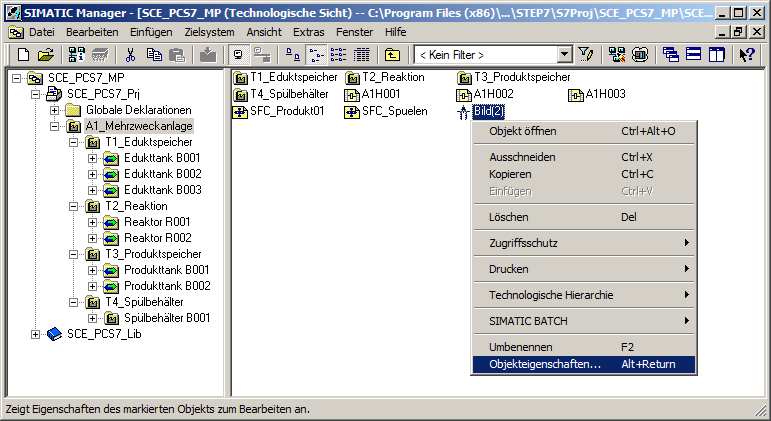 SIMATIC Manager - [SCE_PCS7_MP (Technologische Sicht) -- C:\Program Files (x86)\...\STEP7\S7Proj\SCE_PCS7_MP\SCE...
Datei Bearbeiten Einfügen Zielsystem Ansicht Extras Fenster Hilfe
< Kein Filter >
SCE_PCS7_MP
SCE_PCS7_Prj
Globale Deklarationen
A1_Mehrzweckanlage
T1_Eduktspeicher
Edukttank B001
Edukttank B002
Edukttank B003
T2_Reaktion
Reaktor R001
Reaktor R002
T3_Produktspeicher
Produkttank B001
Produkttank B002
T4_Spülbehälter
Spülbehälter B001
SCE_PCS7_Lib
T1_Eduktspeicher T2_Reaktion T3_Produktspeicher
T4_Spülbehälter A1H001 A1H002 A1H003
SFC_Produkt01 SFC_Spuelen Bild(2)
Objekt öffnen Ctrl+Alt+O
Ausschneiden Ctrl+X
Kopieren Ctrl+C
Einfügen Ctrl+V
Löschen Del
Zugriffsschutz
Drucken
Technologische Hierarchie
SIMATIC BATCH
Umbenennen F2
Objekteigenschaften... Alt+Return
Zeigt Eigenschaften des markierten Objekts zum Bearbeiten an.